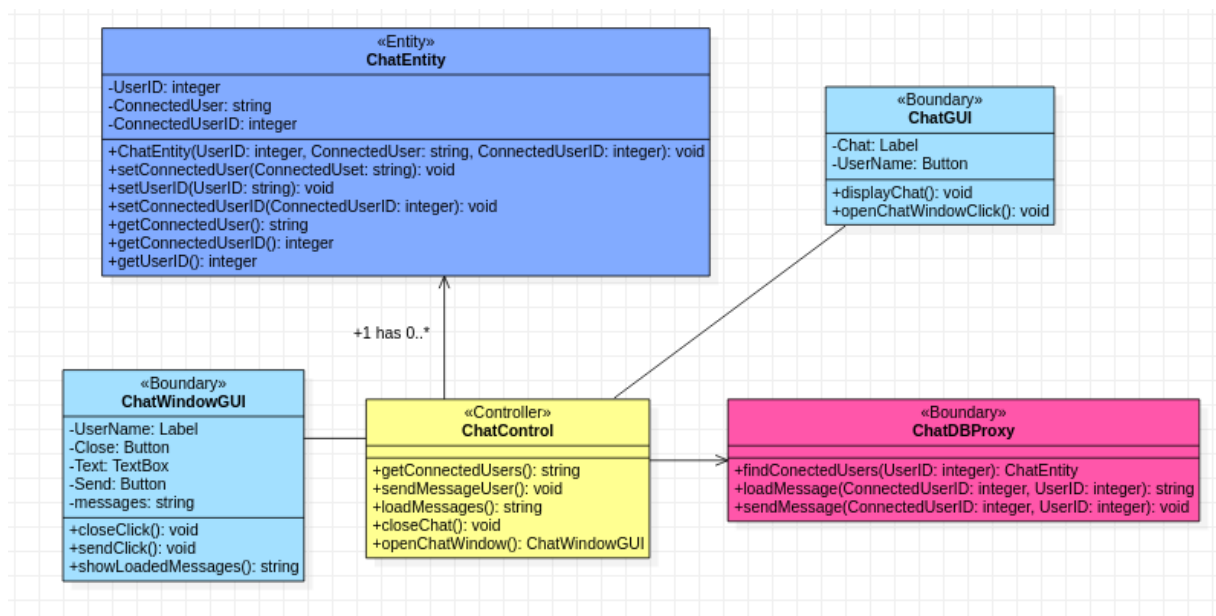 «Entity»
ChatEntity
-UserID: integer
-ConnectedUser: string
-ConnectedUserID: integer
+ChatEntity(UserID: integer, ConnectedUser: string, ConnectedUserID: integer): void
+setConnectedUser(ConnectedUset: string): void
+setUserID(UserID: string): void
+setConnectedUserID(ConnectedUserID: integer): void
+getConnectedUser(): string
+getConnectedUserID(): integer
+getUserID(): integer
«Boundary»
ChatGUI
-Chat: Label
-UserName: Button
+displayChat(): void
+openChatWindowClick(): void
+1 has 0..*
«Boundary»
ChatWindowGUI
-UserName: Label
-Close: Button
-Text: TextBox
-Send: Button
-messages: string
+closeClick(): void
+sendClick(): void
+showLoadedMessages(): string
«Controller»
ChatControl
+getConnectedUsers(): string
+sendMessageUser(): void
+loadMessages(): string
+closeChat(): void
+openChatWindow(): ChatWindowGUI
«Boundary»
ChatDBProxy
+findConectedUsers(UserID: integer): ChatEntity
+loadMessage(ConnectedUserID: integer, UserID: integer): string
+sendMessage(ConnectedUserID: integer, UserID: integer): void